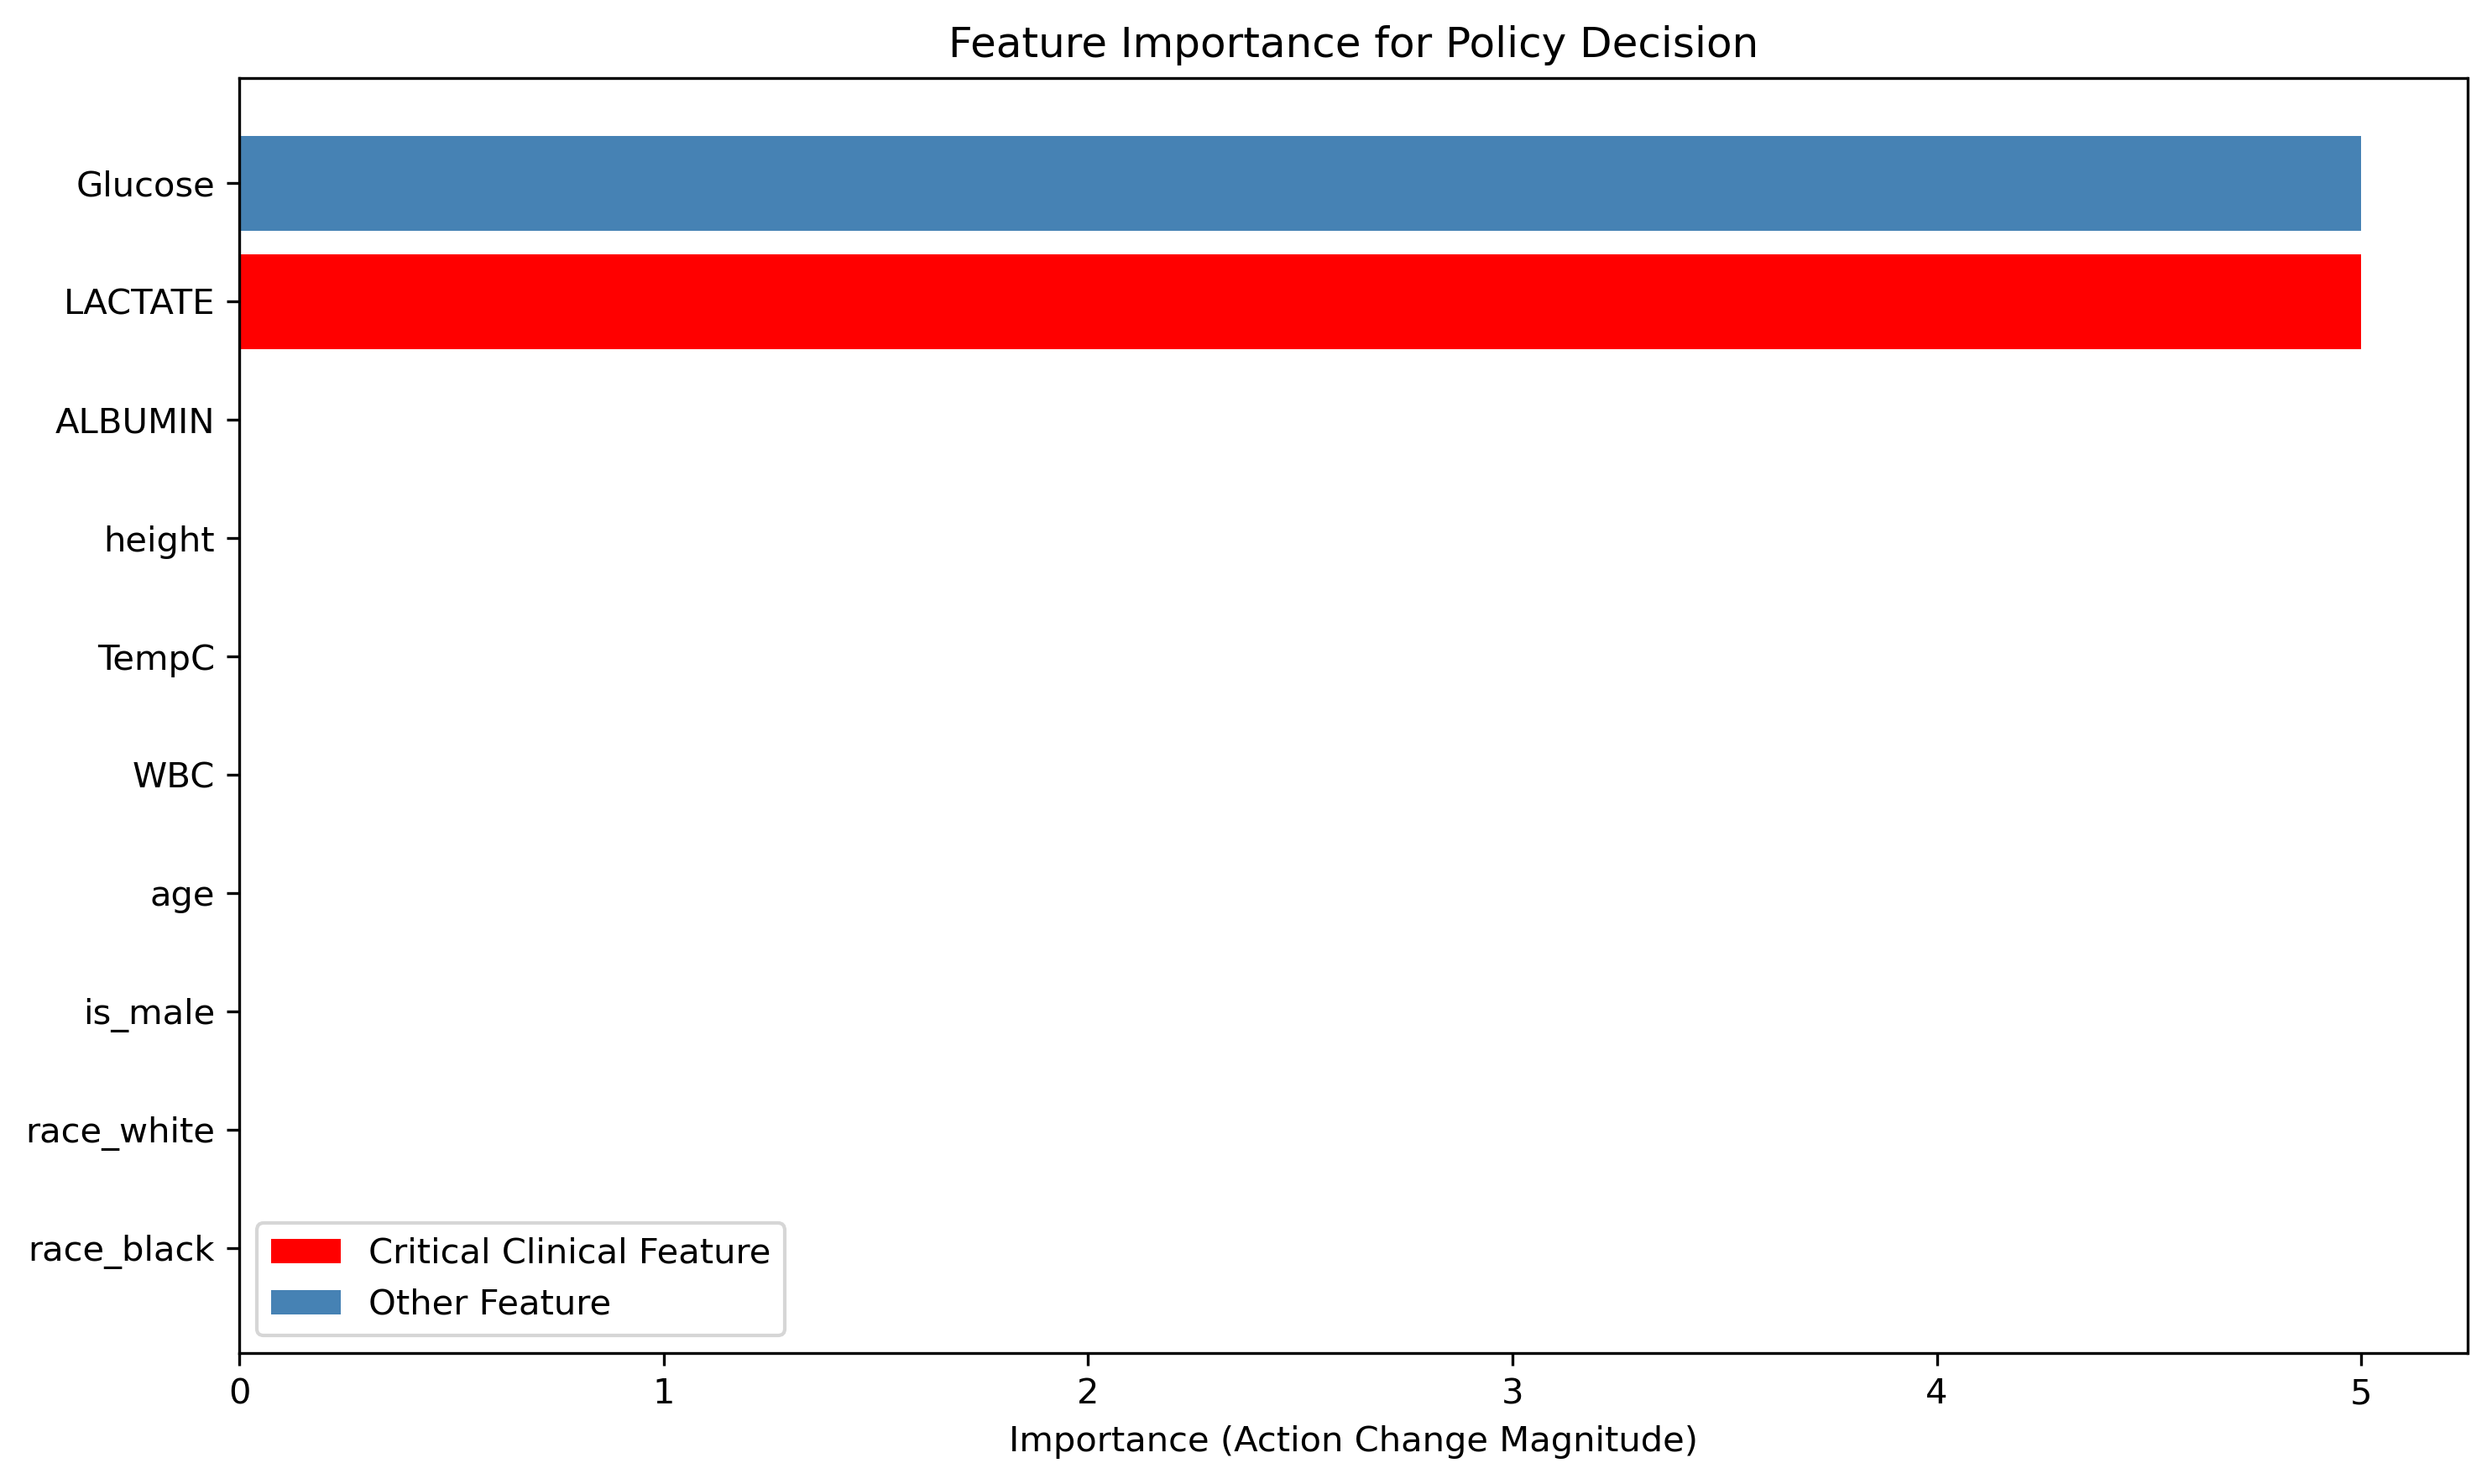 Feature Importance for Policy Decision
Glucose
LACTATE
ALBUMIN
height
TempC
WBC
age
is_male
race_white
race_black
Critical Clinical Feature
Other Feature
0 1 2 3 4 5
Importance (Action Change Magnitude)